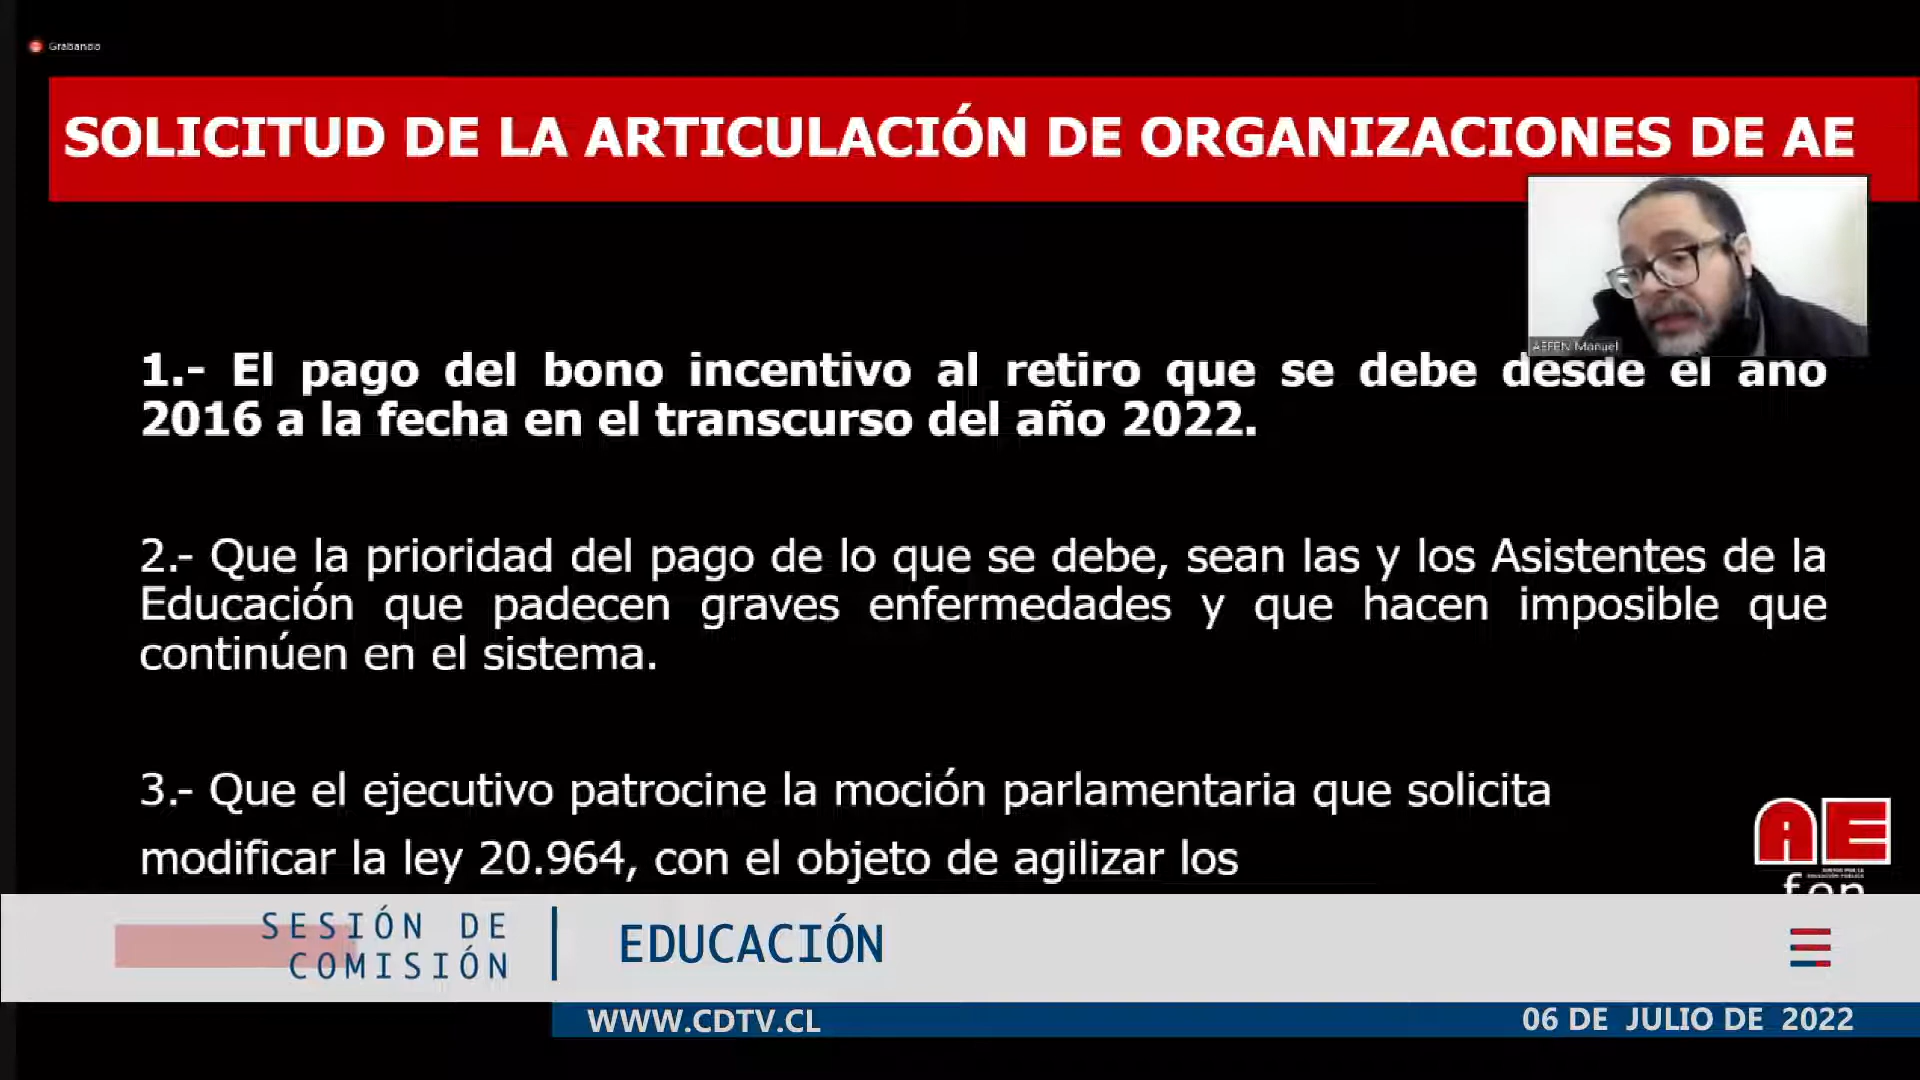 Grabando
SOLICITUD DE LA ARTICULACIÓN DE ORGANIZACIONES DE AE
AEFEN Manuel
1.- El pago del bono incentivo al retiro que se debe desde el año
2016 a la fecha en el transcurso del año 2022.
2.- Que la prioridad del pago de lo que se debe, sean las y los Asistentes de la
Educación que padecen graves enfermedades y que hacen imposible que
continúen en el sistema.
3.- Que el ejecutivo patrocine la moción parlamentaria que solicita
modificar la ley 20.964, con el objeto de agilizar los
AE
fen
SESIÓN DE
COMISIÓN
EDUCACIÓN
WWW.CDTV.CL
06 DE JULIO DE 2022